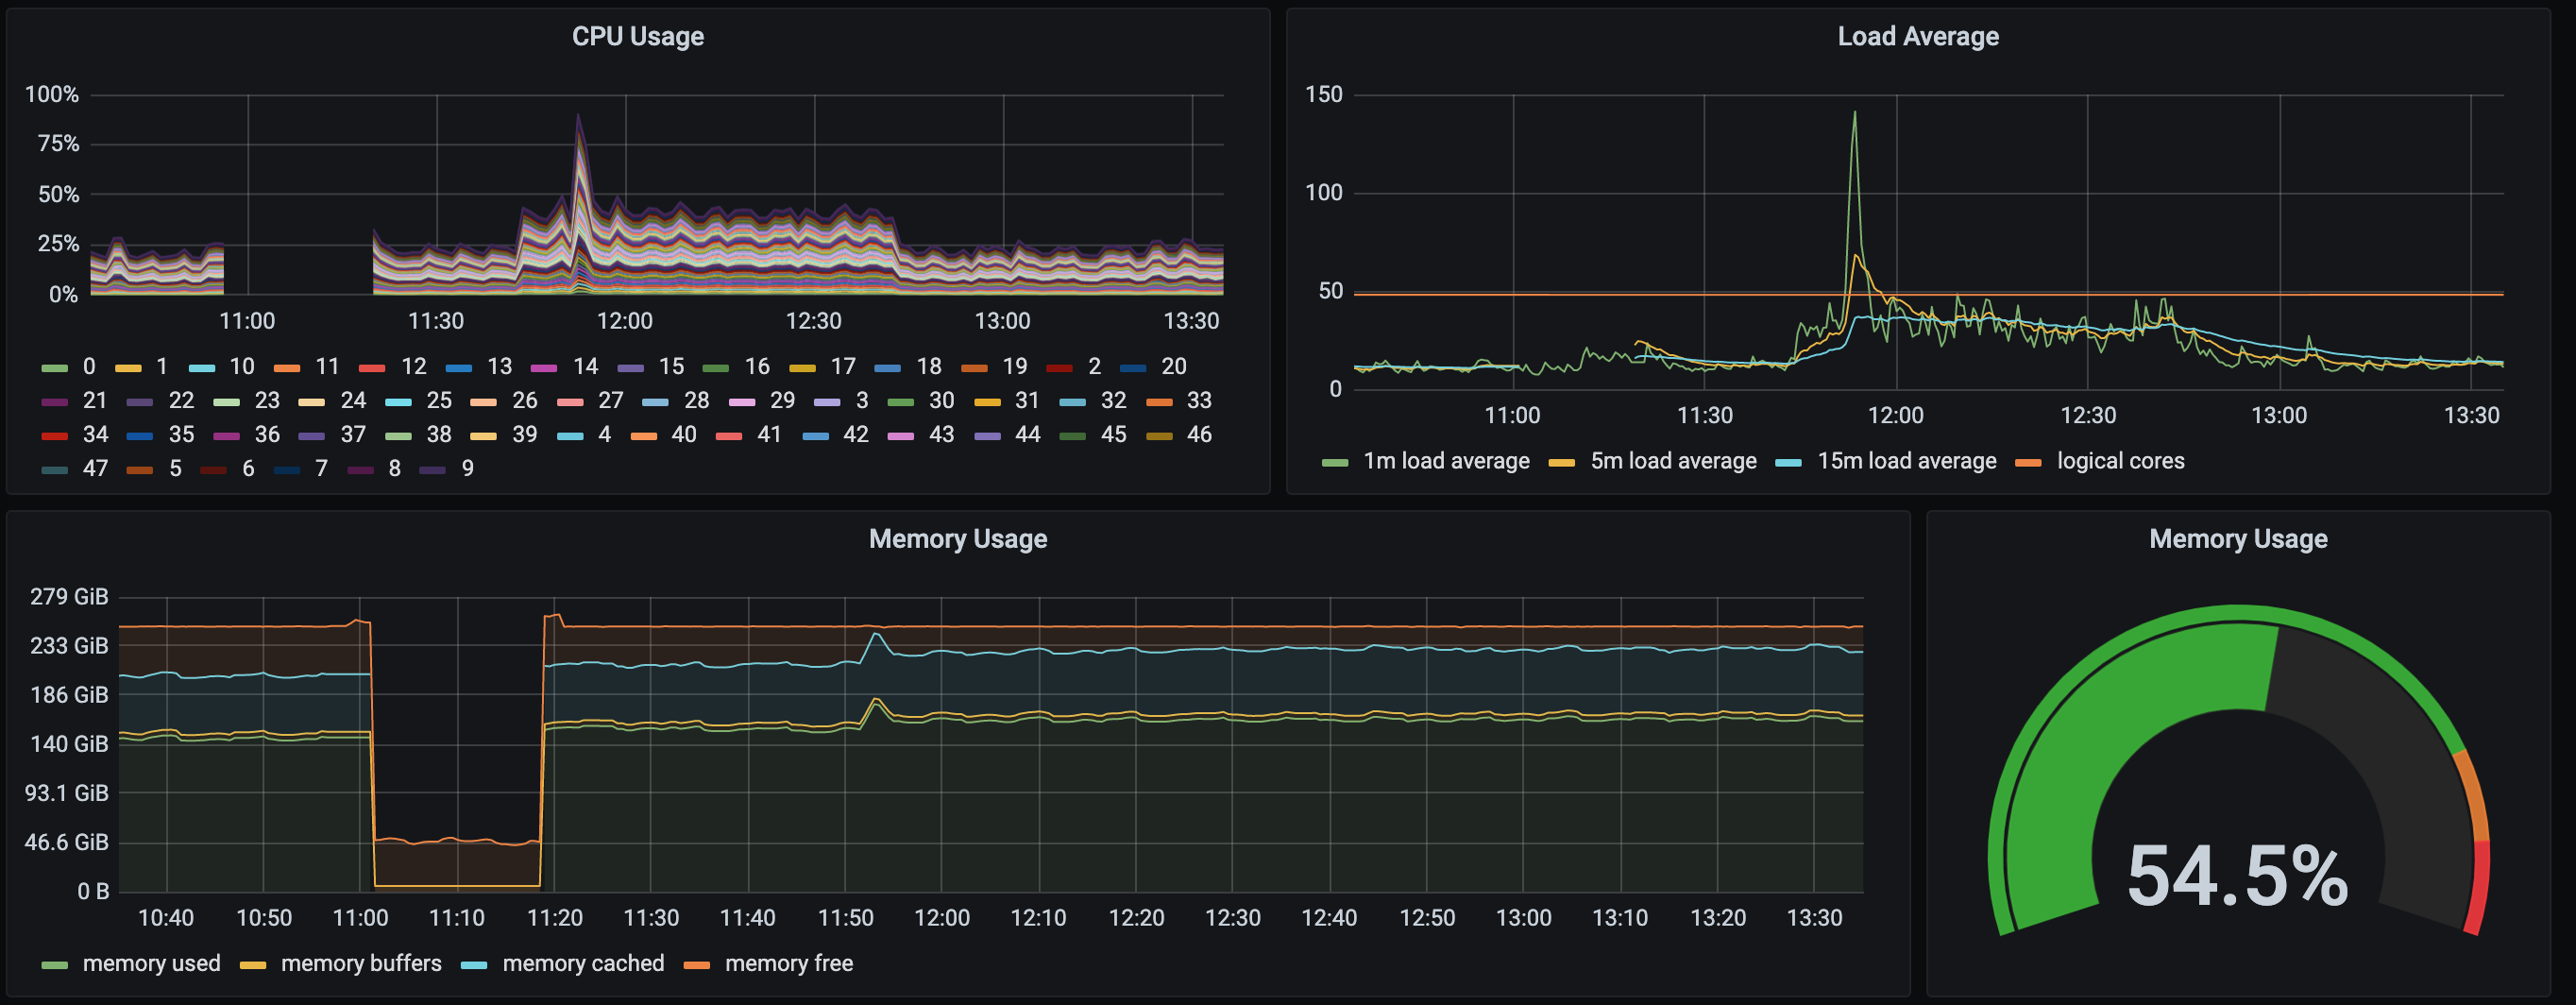 CPU Usage
100%
75%
50%
25%
0%
11:00 11:30 12:00 12:30 13:00 13:30
0 1 10 11 12 13 14 15 16 17 18 19 2 20
21 22 23 24 25 26 27 28 29 3 30 31 32 33
34 35 36 37 38 39 4 40 41 42 43 44 45 46
47 5 6 7 8 9
Load Average
150
100
50
0
11:00 11:30 12:00 12:30 13:00 13:30
1m load average 5m load average 15m load average logical cores
Memory Usage
279 GiB
233 GiB
186 GiB
140 GiB
93.1 GiB
46.6 GiB
0 B
10:40 10:50 11:00 11:10 11:20 11:30 11:40 11:50 12:00 12:10 12:20 12:30 12:40 12:50 13:00 13:10 13:20 13:30
memory used memory buffers memory cached memory free
Memory Usage
54.5%